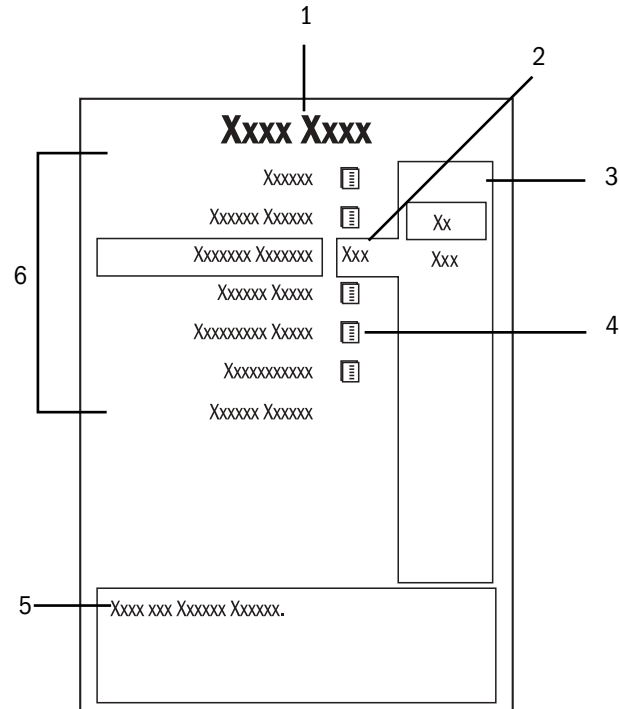 1
2
Xxxx Xxxx
Xxxxxx
3
Xxxxxx Xxxxxx
Xx
Xxxxxxx Xxxxxxx Xxx Xxx
6
Xxxxxx Xxxxx
Xxxxxxxxx Xxxxx
4
Xxxxxxxxxxx
Xxxxxx Xxxxxx
5
Xxxx xxx Xxxxxx Xxxxxx.